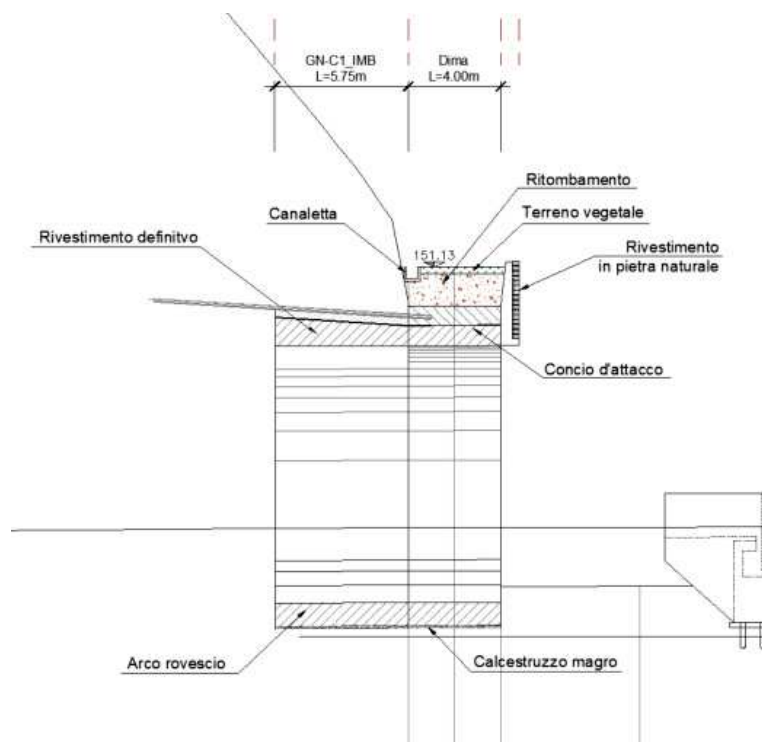 GN-C1_IMB
L=5.75m
Dima
L=4.00m
Ritombamento
Canaletta
Terreno vegetale
Rivestimento definitvo
151,13
Rivestimento
in pietra naturale
Concio d'attacco
Arco rovescio
Calcestruzzo magro